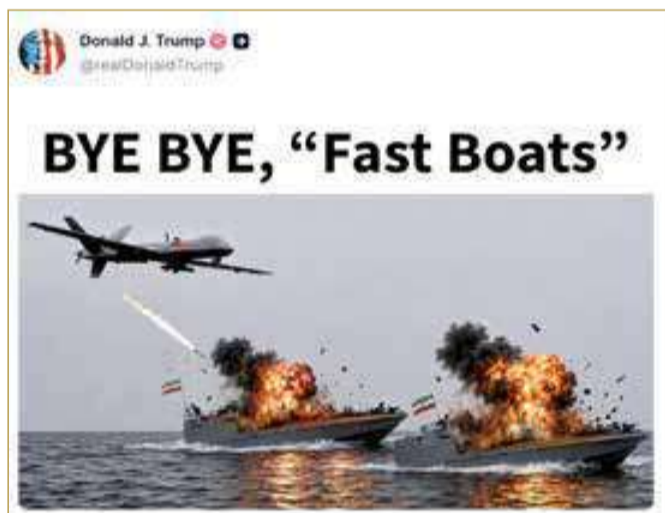 Donald J. Trump
@realDonaldTrump
BYE BYE, “Fast Boats”